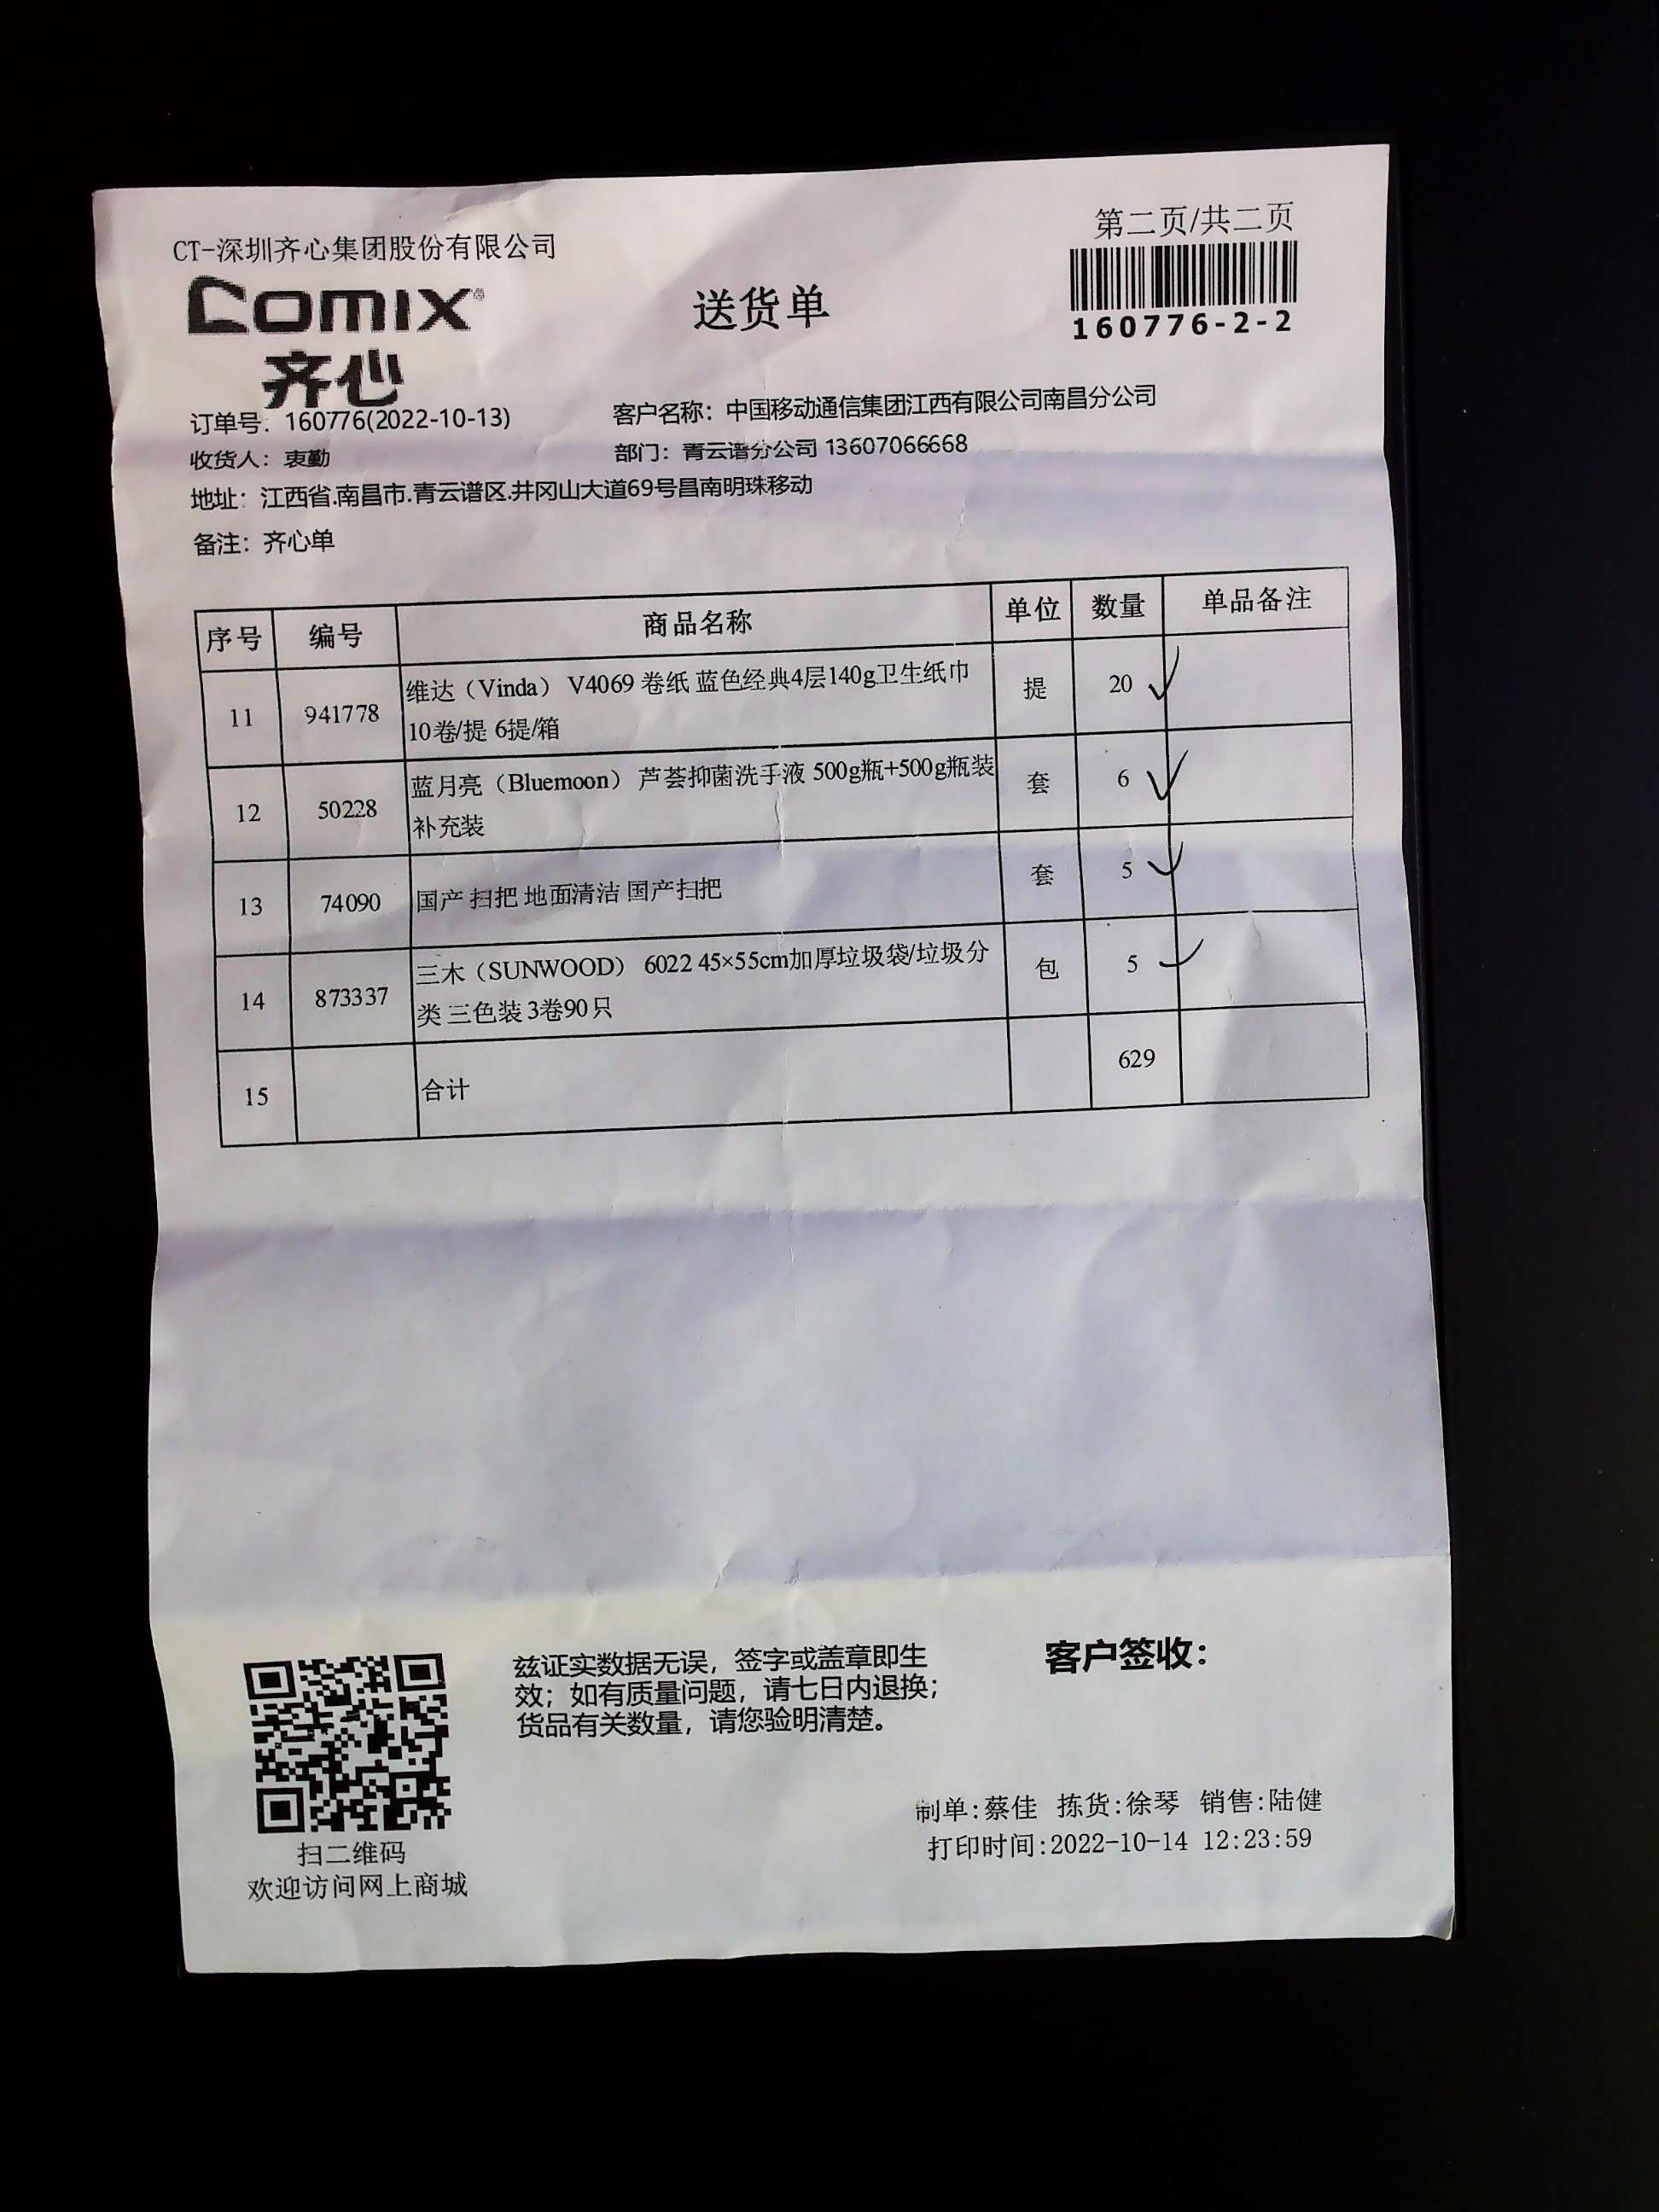 第二页/共二页
CT-深圳齐心集团股份有限公司
comix
齐心
送货单
160776-2-2
订单号：160776(2022-10-13)
客户名称：中国移动通信集团江西有限公司南昌分公司
收货人：衷勤
部门：青云谱分公司 13607066668
地址：江西省.南昌市.青云谱区.井冈山大道69号昌南明珠移动
备注：齐心单
序号 编号 商品名称 单位 数量 单品备注
11 941778 维达（Vinda） V4069 卷纸 蓝色经典4层140g卫生纸巾 提 20
10卷/提 6提/箱
12 50228 蓝月亮（Bluemoon） 芦荟抑菌洗手液 500g瓶+500g瓶装 套 6
补充装
13 74090 国产 扫把 地面清洁 国产扫把 套 5
14 873337 三木（SUNWOOD） 6022 45×55cm加厚垃圾袋/垃圾分 包 5
类 三色装 3卷90只
15 合计 629
兹证实数据无误，签字或盖章即生
效；如有质量问题，请七日内退换；
货品有关数量，请您验明清楚。
客户签收：
扫二维码
欢迎访问网上商城
制单:蔡佳 拣货:徐琴 销售:陆健
打印时间:2022-10-14 12:23:59